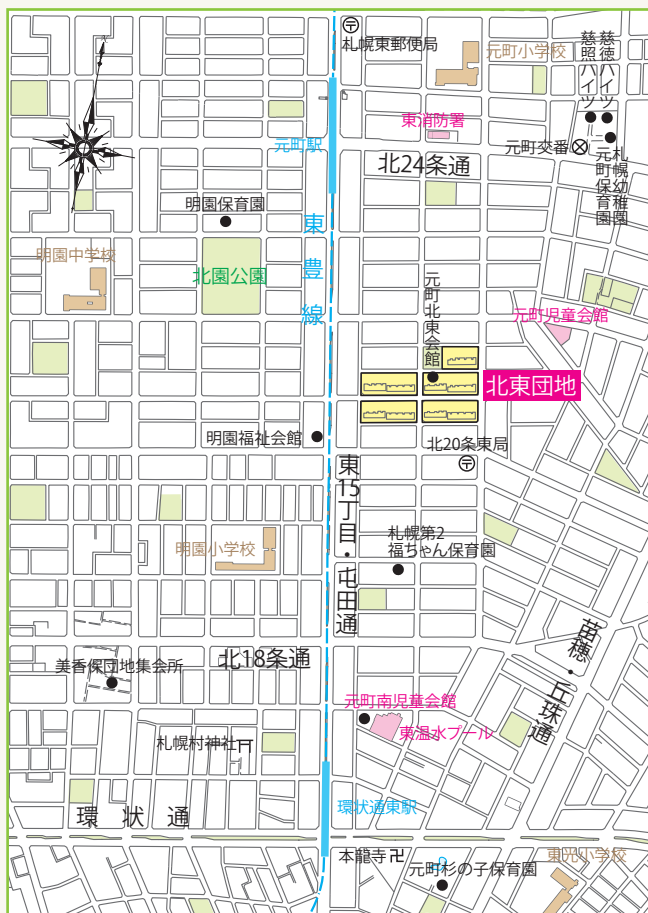 札幌東郵便局
元町小学校
慈徳ハイツ
慈照ハイツ
東消防署
元町交番
元町駅
北24条通
札幌幼稚園
元町保育園
明園保育園
東豊線
明園中学校
北園公園
元町北東会館
元町児童会館
北東団地
明園福祉会館
北20条東局
東15丁目・屯田通
札幌第2
福ちゃん保育園
明園小学校
苗穂・丘珠通
北18条通
美香保団地集会所
元町南児童会館
東温水プール
札幌村神社
環状通東駅
環状通
本龍寺
元町杉の子保育園
東光小学校